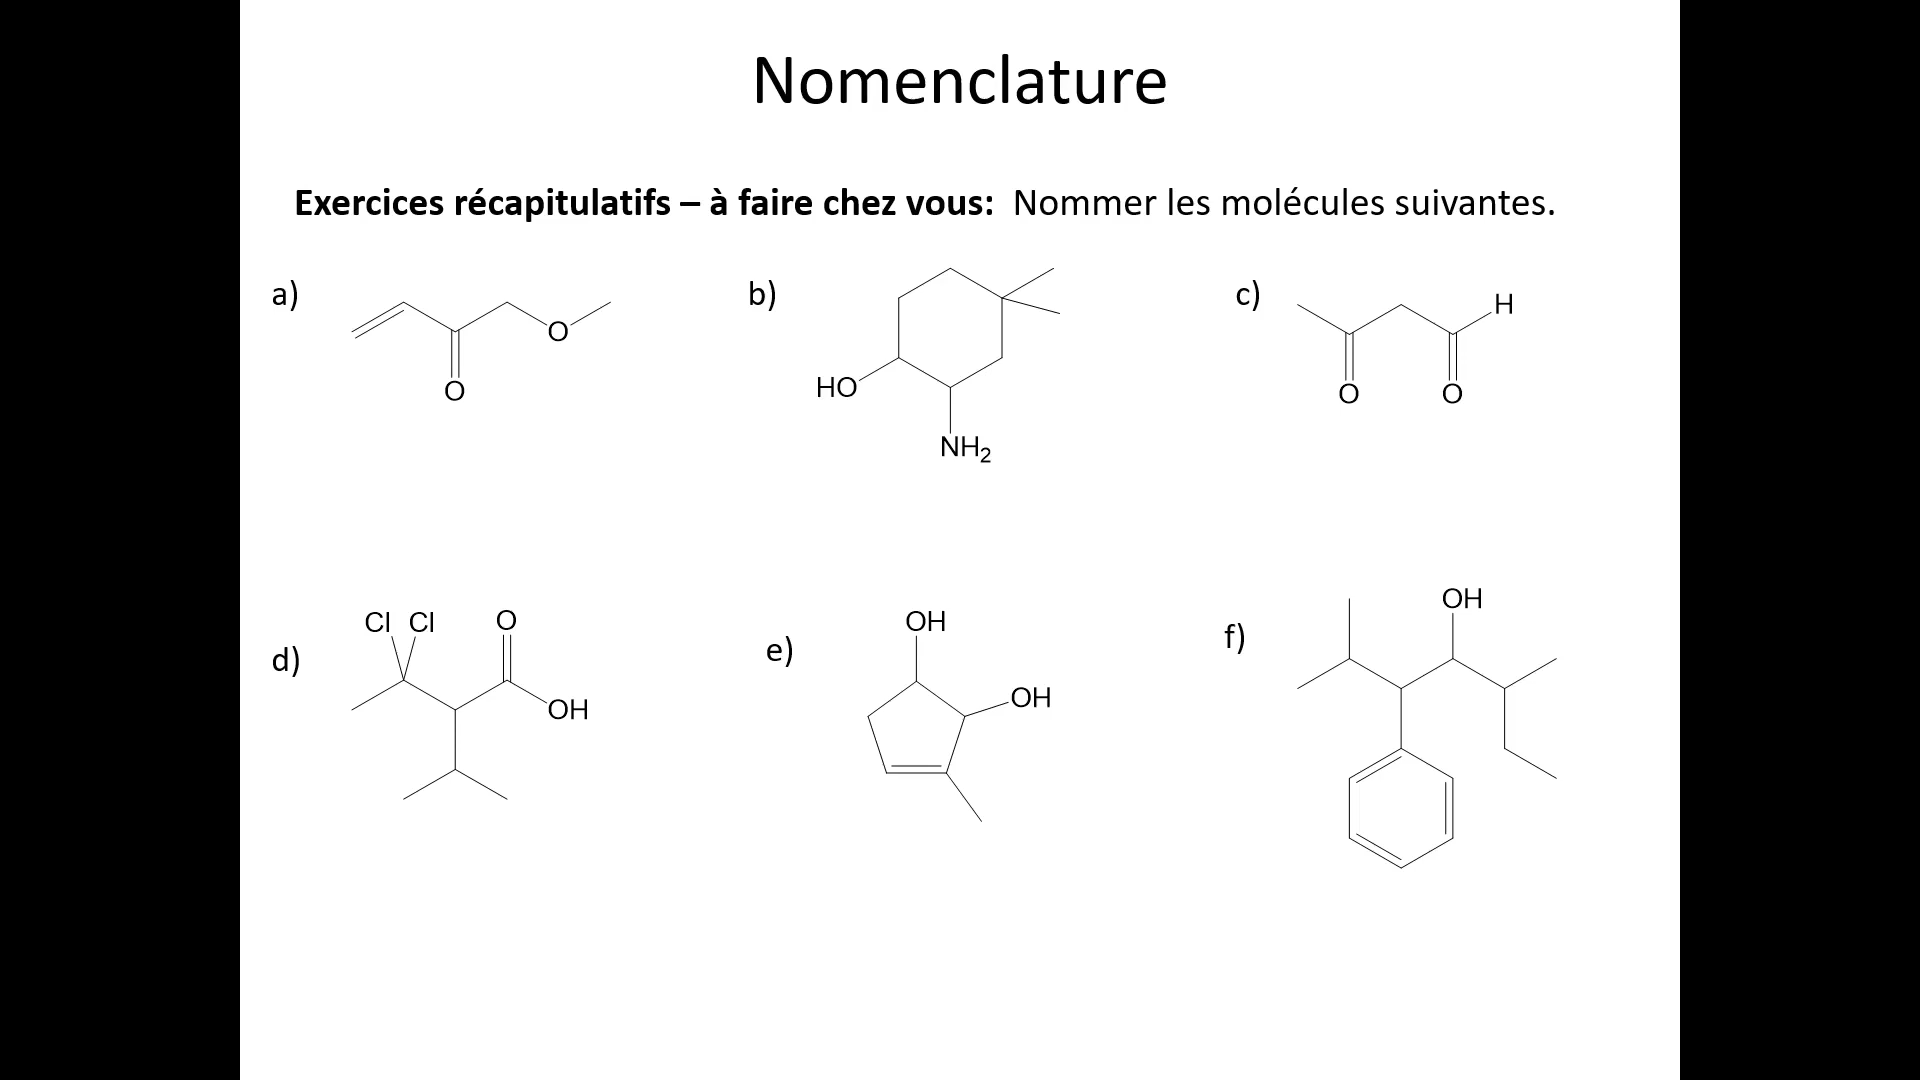 Nomenclature
Exercices récapitulatifs – à faire chez vous: Nommer les molécules suivantes.
a)
O
O
b)
HO
NH2
c)
H
O
O
d)
Cl Cl
O
OH
e)
OH
OH
f)
OH